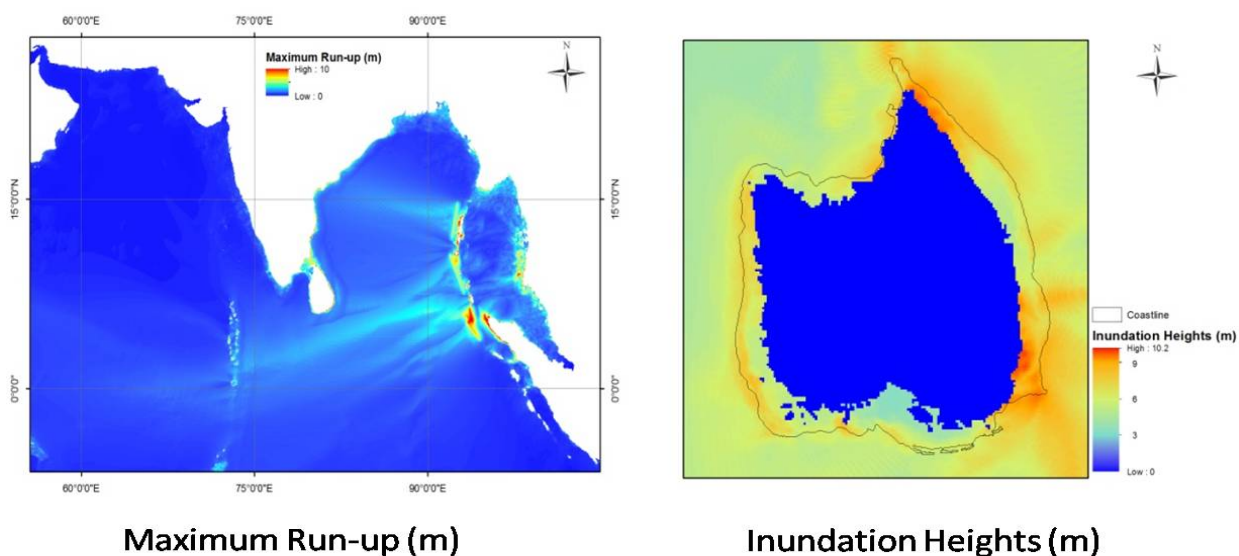 60°0'0"E 75°0'0"E 90°0'0"E
Maximum Run-up (m)
High : 10
Low : 0
N
15°0'0"N
15°0'0"N
0°0'0"
0°0'0"
60°0'0"E 75°0'0"E 90°0'0"E
Maximum Run-up (m)
N
Coastline
Inundation Heights (m)
High : 10.2
9
6
3
Low : 0
Inundation Heights (m)